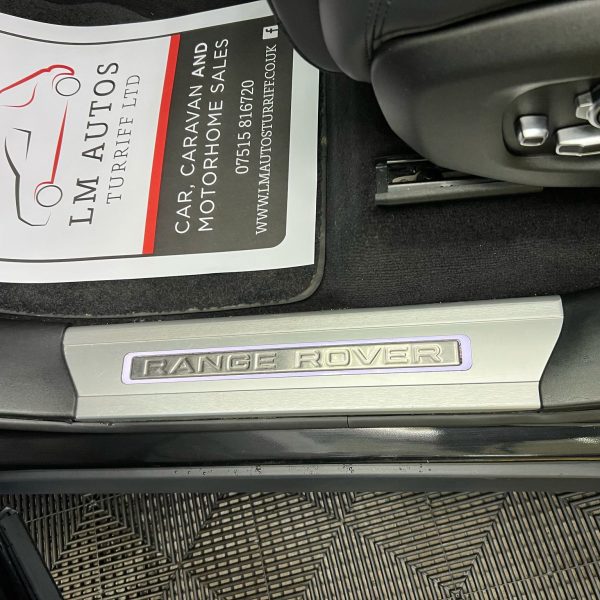 LM AUTOS
TURRIFF LTD
CAR, CARAVAN AND
MOTORHOME SALES
07515 816720
WWW.LMAUTOSTURRIFF.CO.UK
f
RANGE ROVER